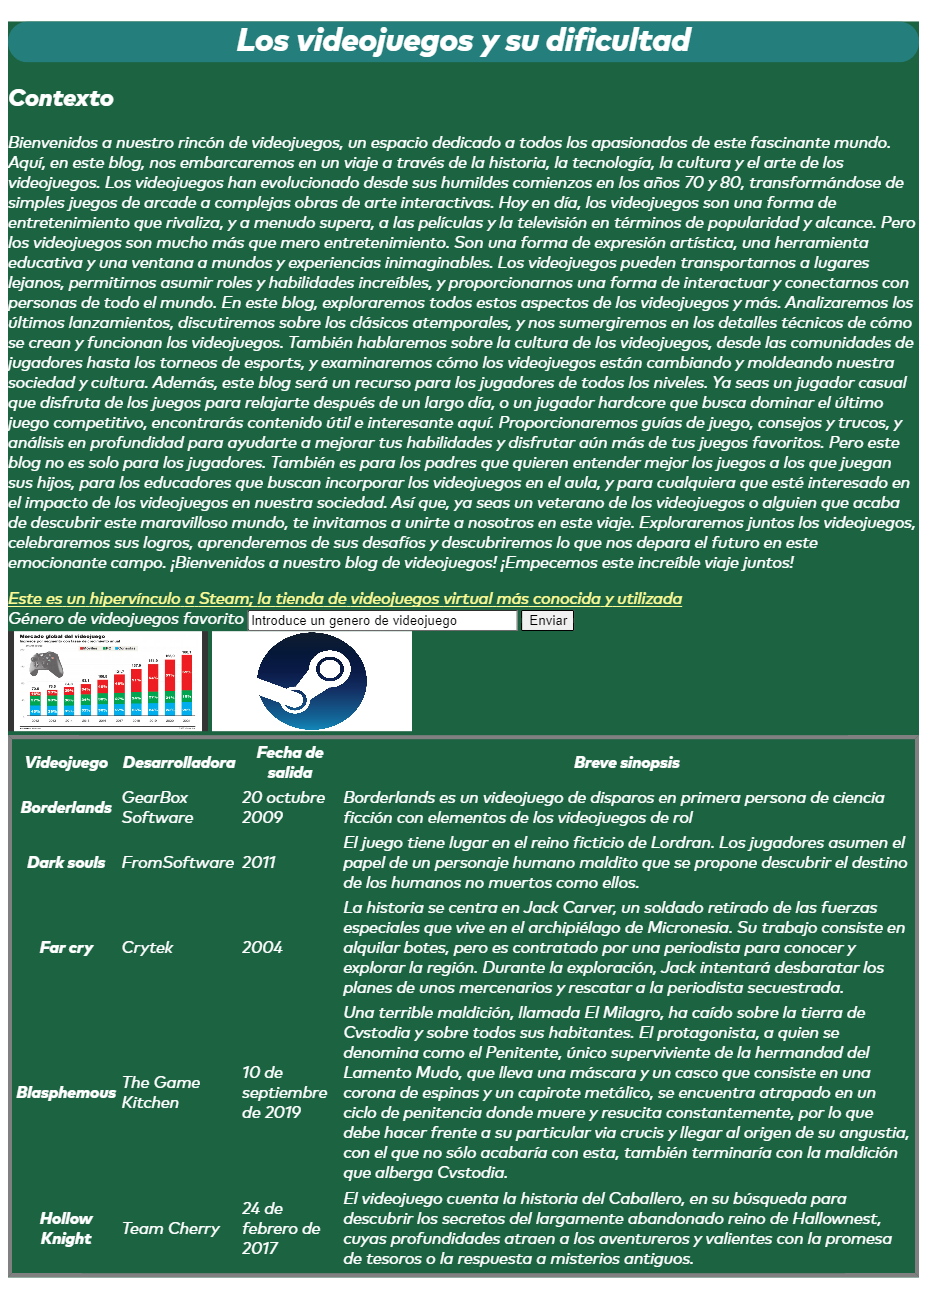 Los videojuegos y su dificultad
Contexto
Bienvenidos a nuestro rincón de videojuegos, un espacio dedicado a todos los apasionados de este fascinante mundo.
Aquí, en este blog, nos embarcaremos en un viaje a través de la historia, la tecnología, la cultura y el arte de los
videojuegos. Los videojuegos han evolucionado desde sus humildes comienzos en los años 70 y 80, transformándose de
simples juegos de arcade a complejas obras de arte interactivas. Hoy en día, los videojuegos son una forma de
entretenimiento que rivaliza, y a menudo supera, a las películas y la televisión en términos de popularidad y alcance. Pero
los videojuegos son mucho más que mero entretenimiento. Son una forma de expresión artística, una herramienta
educativa y una ventana a mundos y experiencias inimaginables. Los videojuegos pueden transportarnos a lugares
lejanos, permitirnos asumir roles y habilidades increíbles, y proporcionarnos una forma de interactuar y conectarnos con
personas de todo el mundo. En este blog, exploraremos todos estos aspectos de los videojuegos y más. Analizaremos los
últimos lanzamientos, discutiremos sobre los clásicos atemporales, y nos sumergiremos en los detalles técnicos de cómo
se crean y funcionan los videojuegos. También hablaremos sobre la cultura de los videojuegos, desde las comunidades de
jugadores hasta los torneos de esports, y examinaremos cómo los videojuegos están cambiando y moldeando nuestra
sociedad y cultura. Además, este blog será un recurso para los jugadores de todos los niveles. Ya seas un jugador casual
que disfruta de los juegos para relajarte después de un largo día, o un jugador hardcore que busca dominar el último
juego competitivo, encontrarás contenido útil e interesante aquí. Proporcionaremos guías de juego, consejos y trucos, y
análisis en profundidad para ayudarte a mejorar tus habilidades y disfrutar aún más de tus juegos favoritos. Pero este
blog no es solo para los jugadores. También es para los padres que quieren entender mejor los juegos a los que juegan
sus hijos, para los educadores que buscan incorporar los videojuegos en el aula, y para cualquiera que esté interesado en
el impacto de los videojuegos en nuestra sociedad. Así que, ya seas un veterano de los videojuegos o alguien que acaba
de descubrir este maravilloso mundo, te invitamos a unirte a nosotros en este viaje. Exploraremos juntos los videojuegos,
celebraremos sus logros, aprenderemos de sus desafíos y descubriremos lo que nos depara el futuro en este
emocionante campo. ¡Bienvenidos a nuestro blog de videojuegos! ¡Empecemos este increíble viaje juntos!
Este es un hipervínculo a Steam; la tienda de videojuegos virtual más conocida y utilizada
Género de videojuegos favorito Introduce un genero de videojuego Enviar
Mercado global del videojuego
Videojuego Desarrolladora Fecha de salida Breve sinopsis
Borderlands
GearBox
Software
20 octubre
2009
Borderlands es un videojuego de disparos en primera persona de ciencia
ficción con elementos de los videojuegos de rol
Dark souls
FromSoftware
2011
El juego tiene lugar en el reino ficticio de Lordran. Los jugadores asumen el
papel de un personaje humano maldito que se propone descubrir el destino
de los humanos no muertos como ellos.
Far cry
Crytek
2004
La historia se centra en Jack Carver, un soldado retirado de las fuerzas
especiales que vive en el archipiélago de Micronesia. Su trabajo consiste en
alquilar botes, pero es contratado por una periodista para conocer y
explorar la región. Durante la exploración, Jack intentará desbaratar los
planes de unos mercenarios y rescatar a la periodista secuestrada.
Blasphemous
The Game
Kitchen
10 de
septiembre
de 2019
Una terrible maldición, llamada El Milagro, ha caído sobre la tierra de
Cvstodia y sobre todos sus habitantes. El protagonista, a quien se
denomina como el Penitente, único superviviente de la hermandad del
Lamento Mudo, que lleva una máscara y un casco que consiste en una
corona de espinas y un capirote metálico, se encuentra atrapado en un
ciclo de penitencia donde muere y resucita constantemente, por lo que
debe hacer frente a su particular via crucis y llegar al origen de su angustia,
con el que no sólo acabaría con esta, también terminaría con la maldición
que alberga Cvstodia.
Hollow
Knight
Team Cherry
24 de
febrero de
2017
El videojuego cuenta la historia del Caballero, en su búsqueda para
descubrir los secretos del largamente abandonado reino de Hallownest,
cuyas profundidades atraen a los aventureros y valientes con la promesa
de tesoros o la respuesta a misterios antiguos.